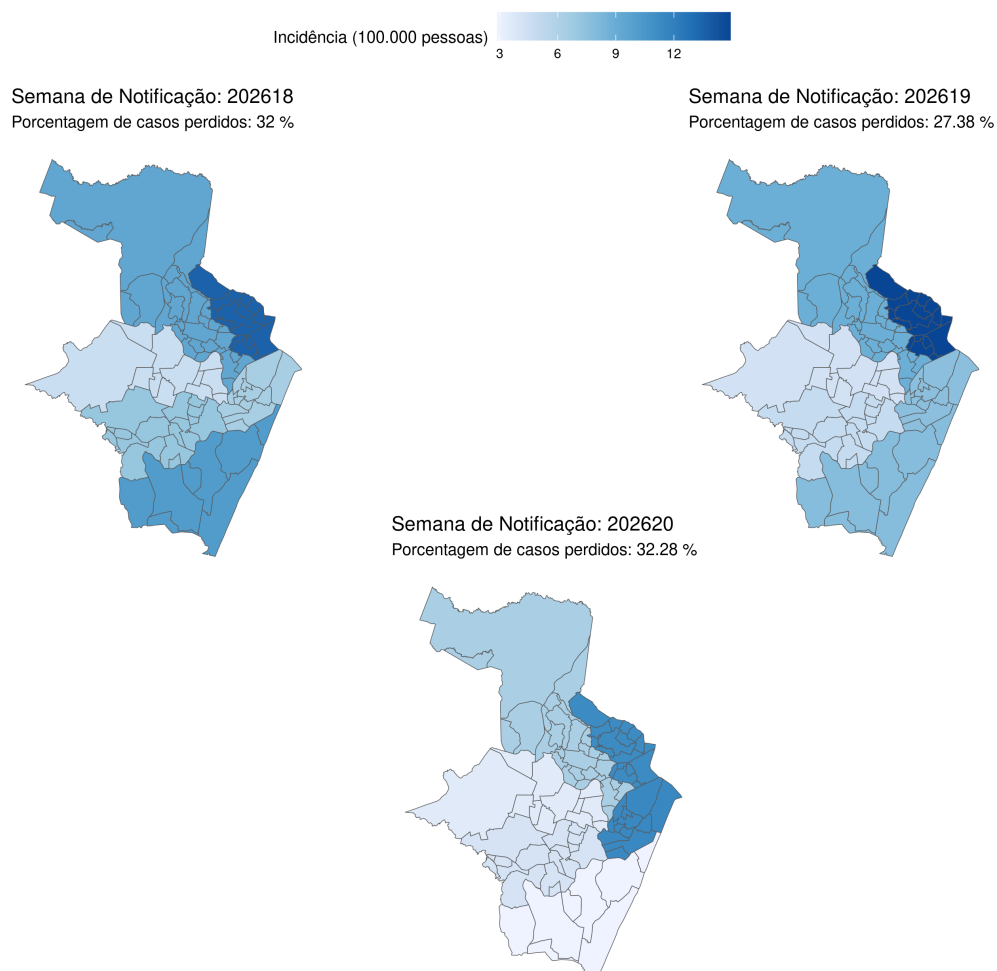 Incidência (100.000 pessoas)
3 6 9 12
Semana de Notificação: 202618
Porcentagem de casos perdidos: 32 %
Semana de Notificação: 202619
Porcentagem de casos perdidos: 27.38 %
Semana de Notificação: 202620
Porcentagem de casos perdidos: 32.28 %